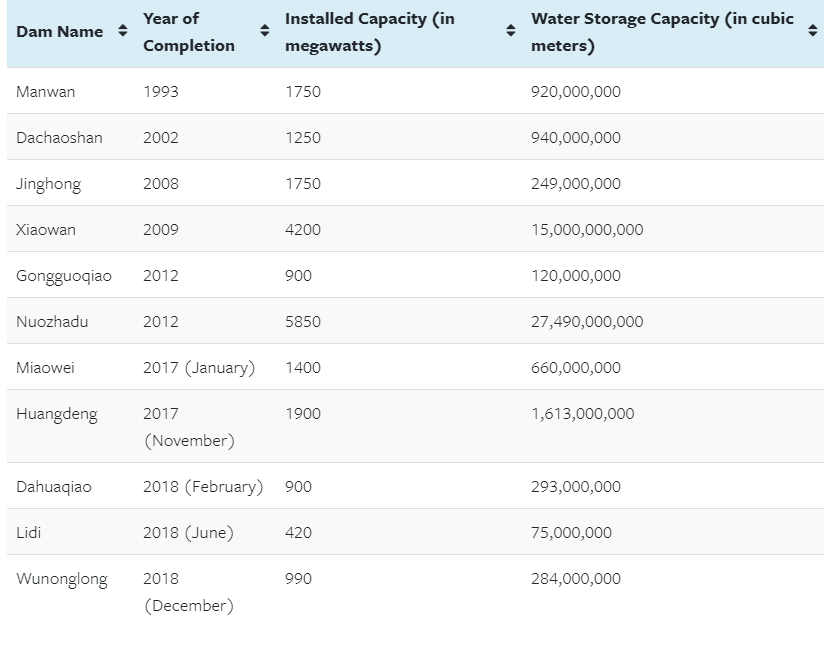 Dam Name Year of Completion Installed Capacity (in megawatts) Water Storage Capacity (in cubic meters)
Manwan 1993 1750 920,000,000
Dachaoshan 2002 1250 940,000,000
Jinghong 2008 1750 249,000,000
Xiaowan 2009 4200 15,000,000,000
Gongguoqiao 2012 900 120,000,000
Nuozhadu 2012 5850 27,490,000,000
Miaowei 2017 (January) 1400 660,000,000
Huangdeng 2017 (November) 1900 1,613,000,000
Dahuaqiao 2018 (February) 900 293,000,000
Lidi 2018 (June) 420 75,000,000
Wunonglong 2018 (December) 990 284,000,000